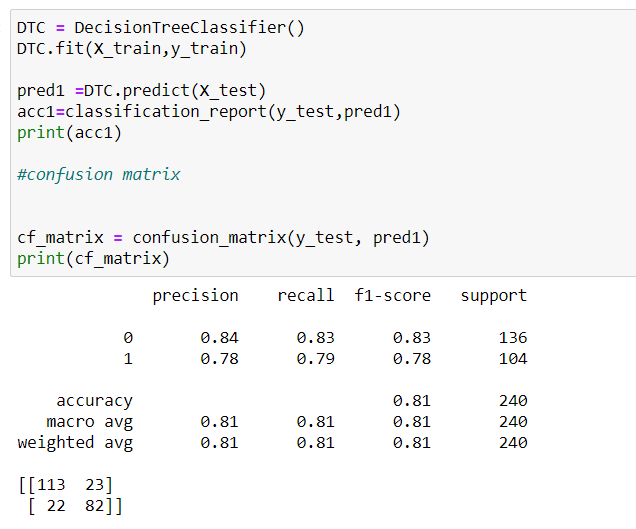 DTC = DecisionTreeClassifier()
DTC.fit(X_train,y_train)
pred1 =DTC.predict(X_test)
acc1=classification_report(y_test,pred1)
print(acc1)
#confusion matrix
cf_matrix = confusion_matrix(y_test, pred1)
print(cf_matrix)
precision recall f1-score support
0 0.84 0.83 0.83 136
1 0.78 0.79 0.78 104
accuracy 0.81 240
macro avg 0.81 0.81 0.81 240
weighted avg 0.81 0.81 0.81 240
[[113 23]
[ 22 82]]